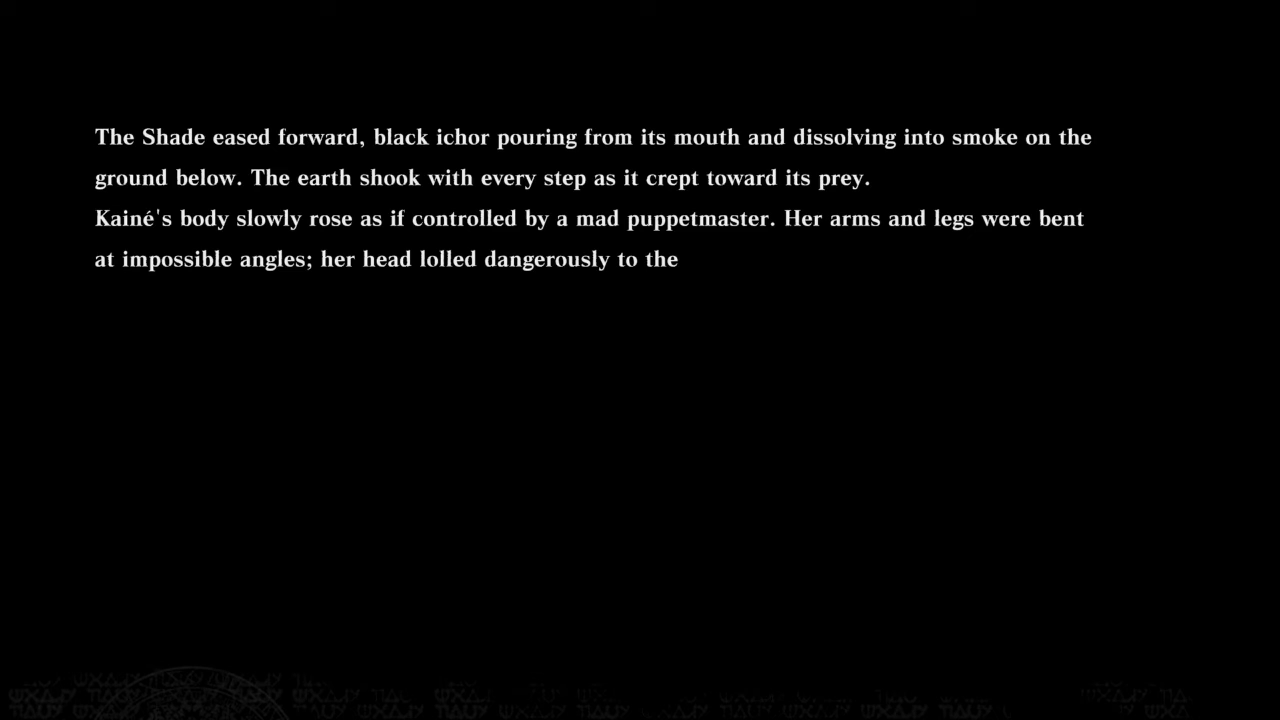 The Shade eased forward, black ichor pouring from its mouth and dissolving into smoke on the
ground below. The earth shook with every step as it crept toward its prey.
Kainé's body slowly rose as if controlled by a mad puppetmaster. Her arms and legs were bent
at impossible angles; her head lolled dangerously to the